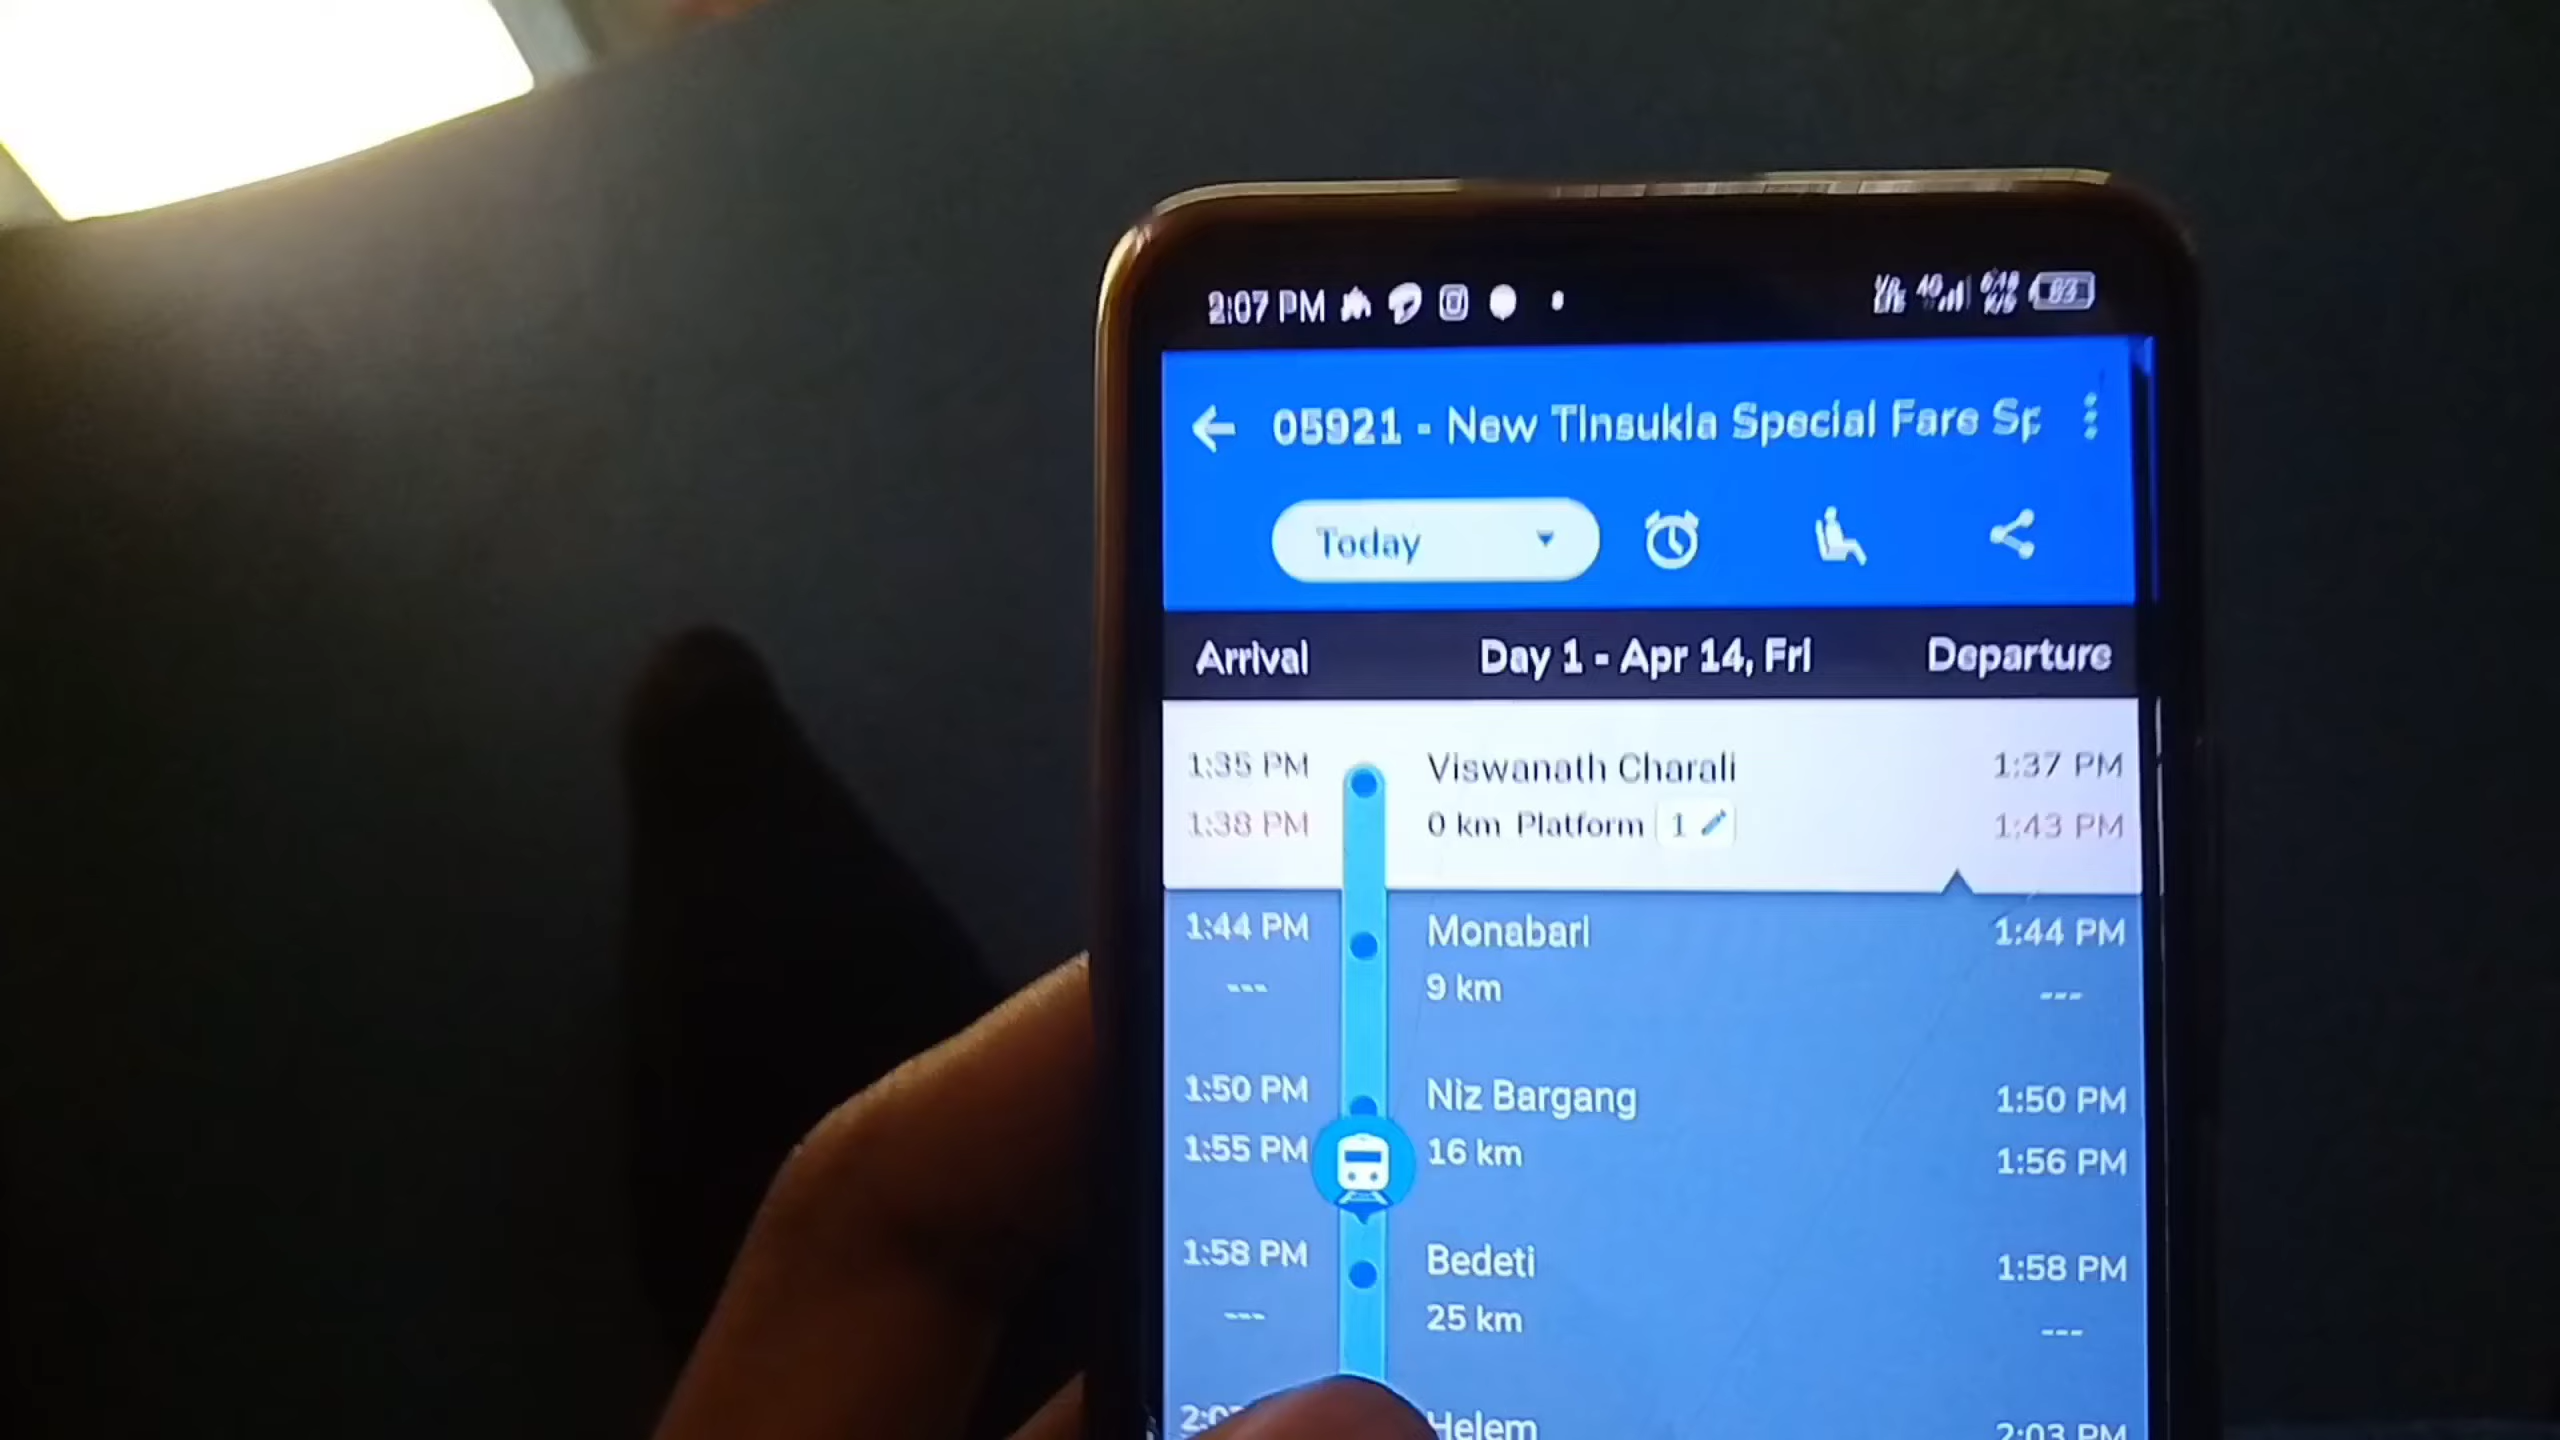 2:07 PM 4G 83
05921 - New Tinsukia Special Fare Sp
Today
Arrival Day 1 - Apr 14, Fri Departure
1:35 PM Viswanath Charali 1:37 PM
1:38 PM 0 km Platform 1 1:43 PM
1:44 PM Monabari 1:44 PM
--- 9 km ---
1:50 PM Niz Bargang 1:50 PM
1:55 PM 16 km 1:56 PM
1:58 PM Bedeti 1:58 PM
--- 25 km ---
Helem 2:03 PM